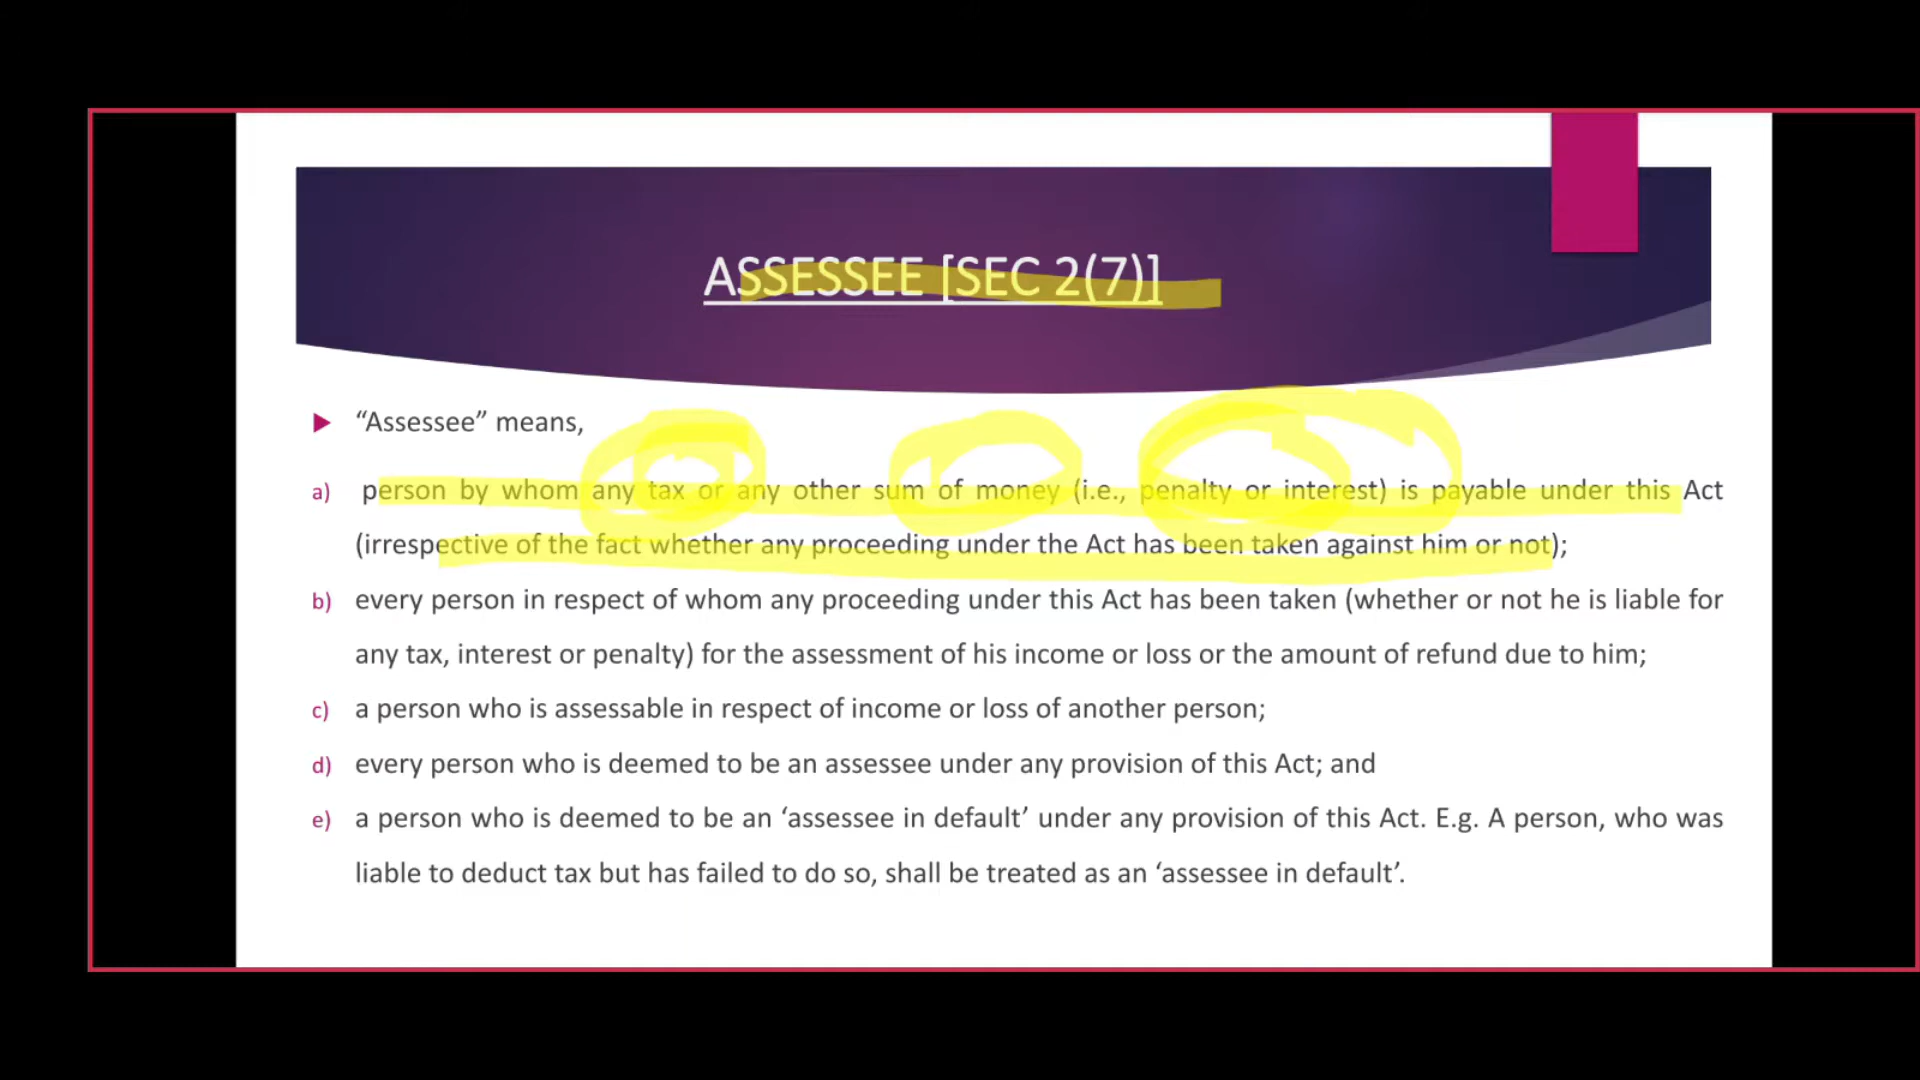 ASSESSEE [SEC 2(7)]
“Assessee” means,
a) person by whom any tax or any other sum of money (i.e., penalty or interest) is payable under this Act
(irrespective of the fact whether any proceeding under the Act has been taken against him or not);
b) every person in respect of whom any proceeding under this Act has been taken (whether or not he is liable for
any tax, interest or penalty) for the assessment of his income or loss or the amount of refund due to him;
c) a person who is assessable in respect of income or loss of another person;
d) every person who is deemed to be an assessee under any provision of this Act; and
e) a person who is deemed to be an ‘assessee in default’ under any provision of this Act. E.g. A person, who was
liable to deduct tax but has failed to do so, shall be treated as an ‘assessee in default’.